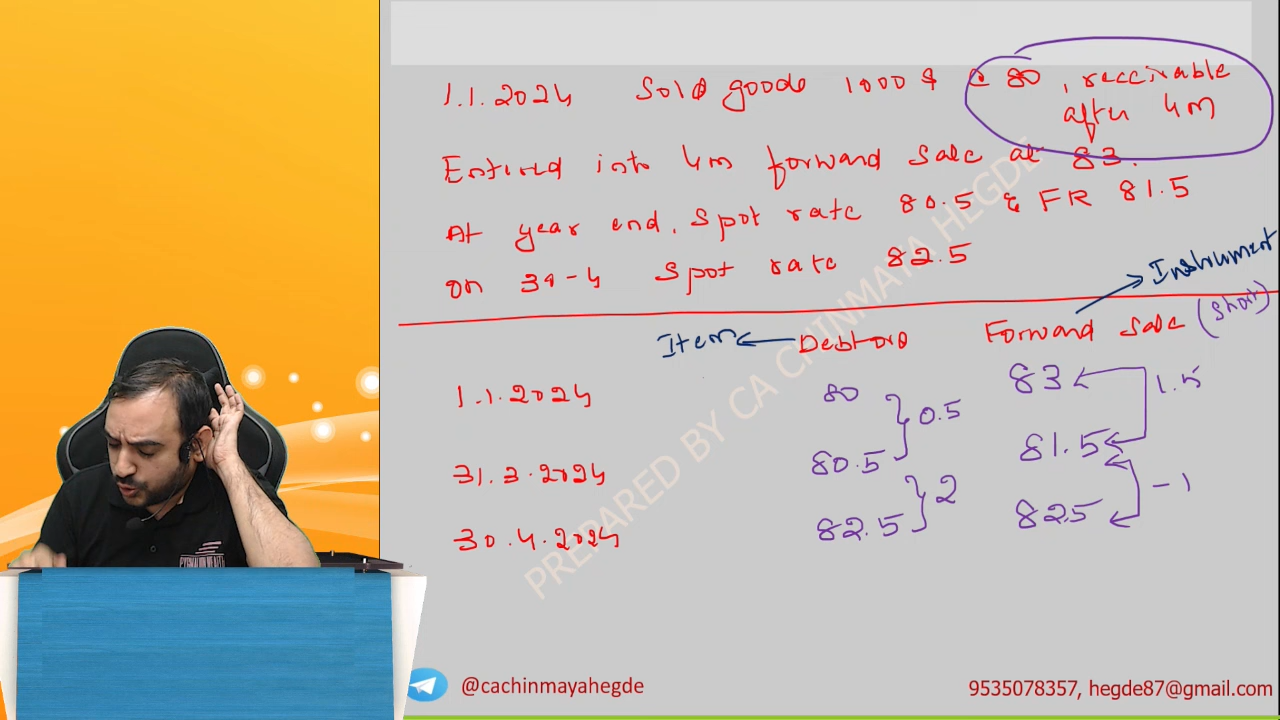 1.1.2024 Sold goods 1000 $ @ 80, receivable
after 4m
Entered into 4m forward sale at 83.
At year end, spot rate 80.5 & FR 81.5
on 30-4 spot rate 82.5
Instrument
Item Debtors Forward sale (short)
1.1.2024 80 83
0.5 1.5
31.3.2024 80.5 81.5
2 -1
30.4.2024 82.5 82.5
PREPARED BY CA CHINMAYA HEGDE
@cachinmayahegde
9535078357, hegde87@gmail.com